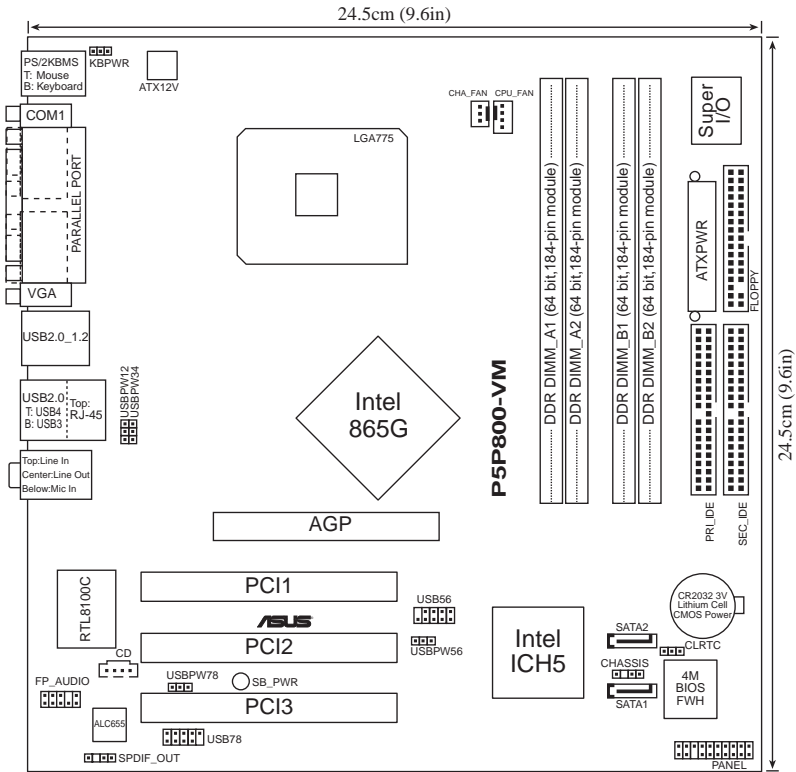 24.5cm (9.6in)
PS/2KBMS
T: Mouse
B: Keyboard
KBPWR
ATX12V
CHA_FAN
CPU_FAN
Super
I/O
COM1
PARALLEL PORT
LGA775
DDR DIMM_A1 (64 bit,184-pin module)
DDR DIMM_A2 (64 bit,184-pin module)
DDR DIMM_B1 (64 bit,184-pin module)
DDR DIMM_B2 (64 bit,184-pin module)
ATXPWR
FLOPPY
VGA
USB2.0_1.2
USB2.0
T: USB4
B: USB3
Top:
RJ-45
USBPW12
USBPW34
Intel
865G
P5P800-VM
24.5cm (9.6in)
Top:Line In
Center:Line Out
Below:Mic In
PRI_IDE
SEC_IDE
AGP
RTL8100C
PCI1
ASUS
PCI2
USB56
USBPW56
Intel
ICH5
CR2032 3V
Lithium Cell
CMOS Power
SATA2
CLRTC
CHASSIS
SATA1
4M
BIOS
FWH
CD
FP_AUDIO
USBPW78
SB_PWR
PCI3
ALC655
USB78
SPDIF_OUT
PANEL